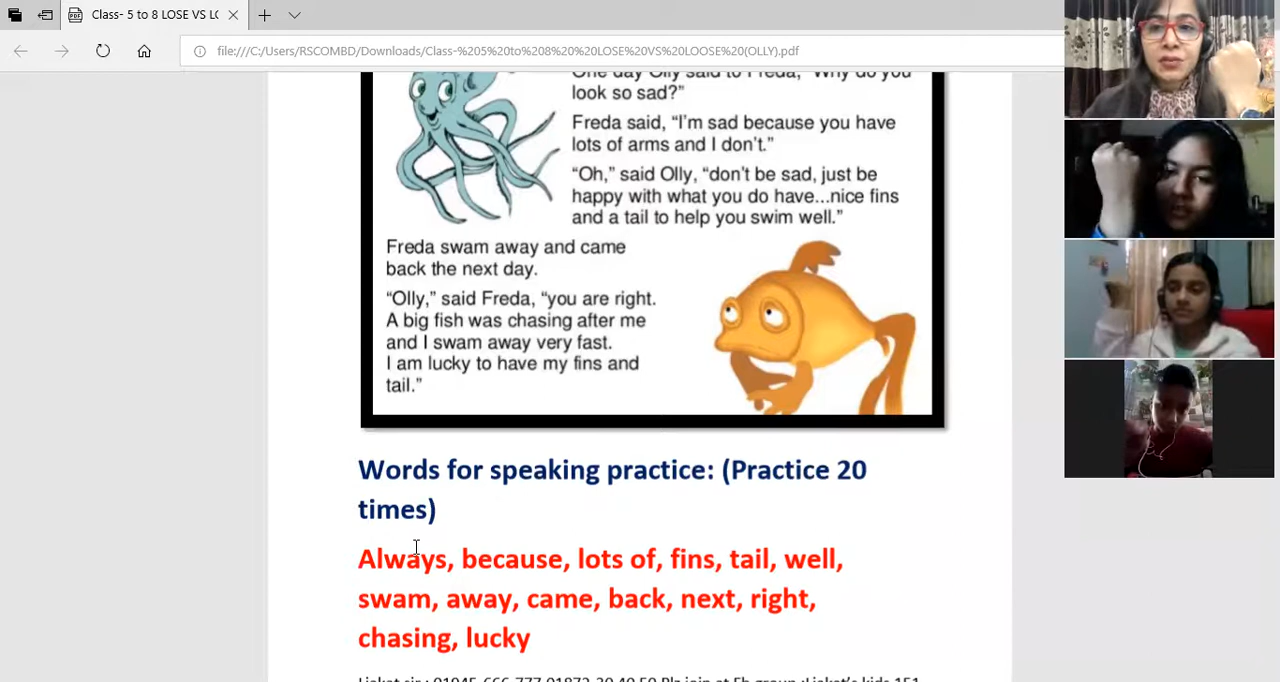 Class- 5 to 8 LOSE VS LO
file:///C:/Users/RSCOMBD/Downloads/Class-%205%20to%208%20%20LOSE%20VS%20LOOSE%20(OLLY).pdf
One day Olly said to Freda, "Why do you
look so sad?"
Freda said, “I’m sad because you have
lots of arms and I don’t.”
“Oh,” said Olly, “don’t be sad, just be
happy with what you do have...nice fins
and a tail to help you swim well.”
Freda swam away and came
back the next day.
“Olly,” said Freda, “you are right.
A big fish was chasing after me
and I swam away very fast.
I am lucky to have my fins and
tail.”
Words for speaking practice: (Practice 20
times)
Always, because, lots of, fins, tail, well,
swam, away, came, back, next, right,
chasing, lucky